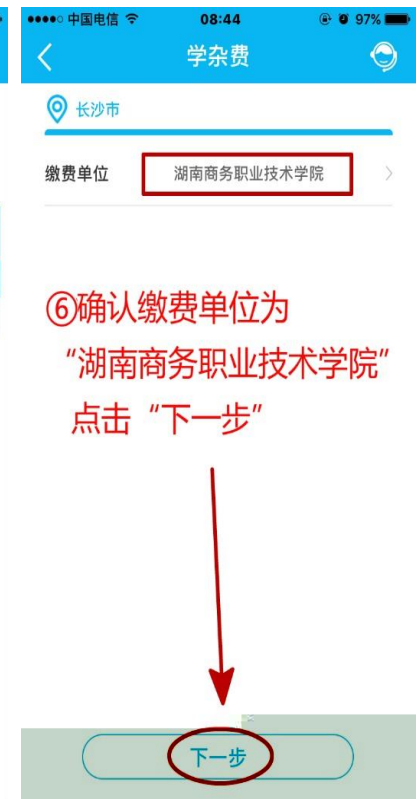 中国电信 08:44 97%
学杂费
长沙市
缴费单位 湖南商务职业技术学院
⑥确认缴费单位为
“湖南商务职业技术学院”
点击“下一步”
下一步